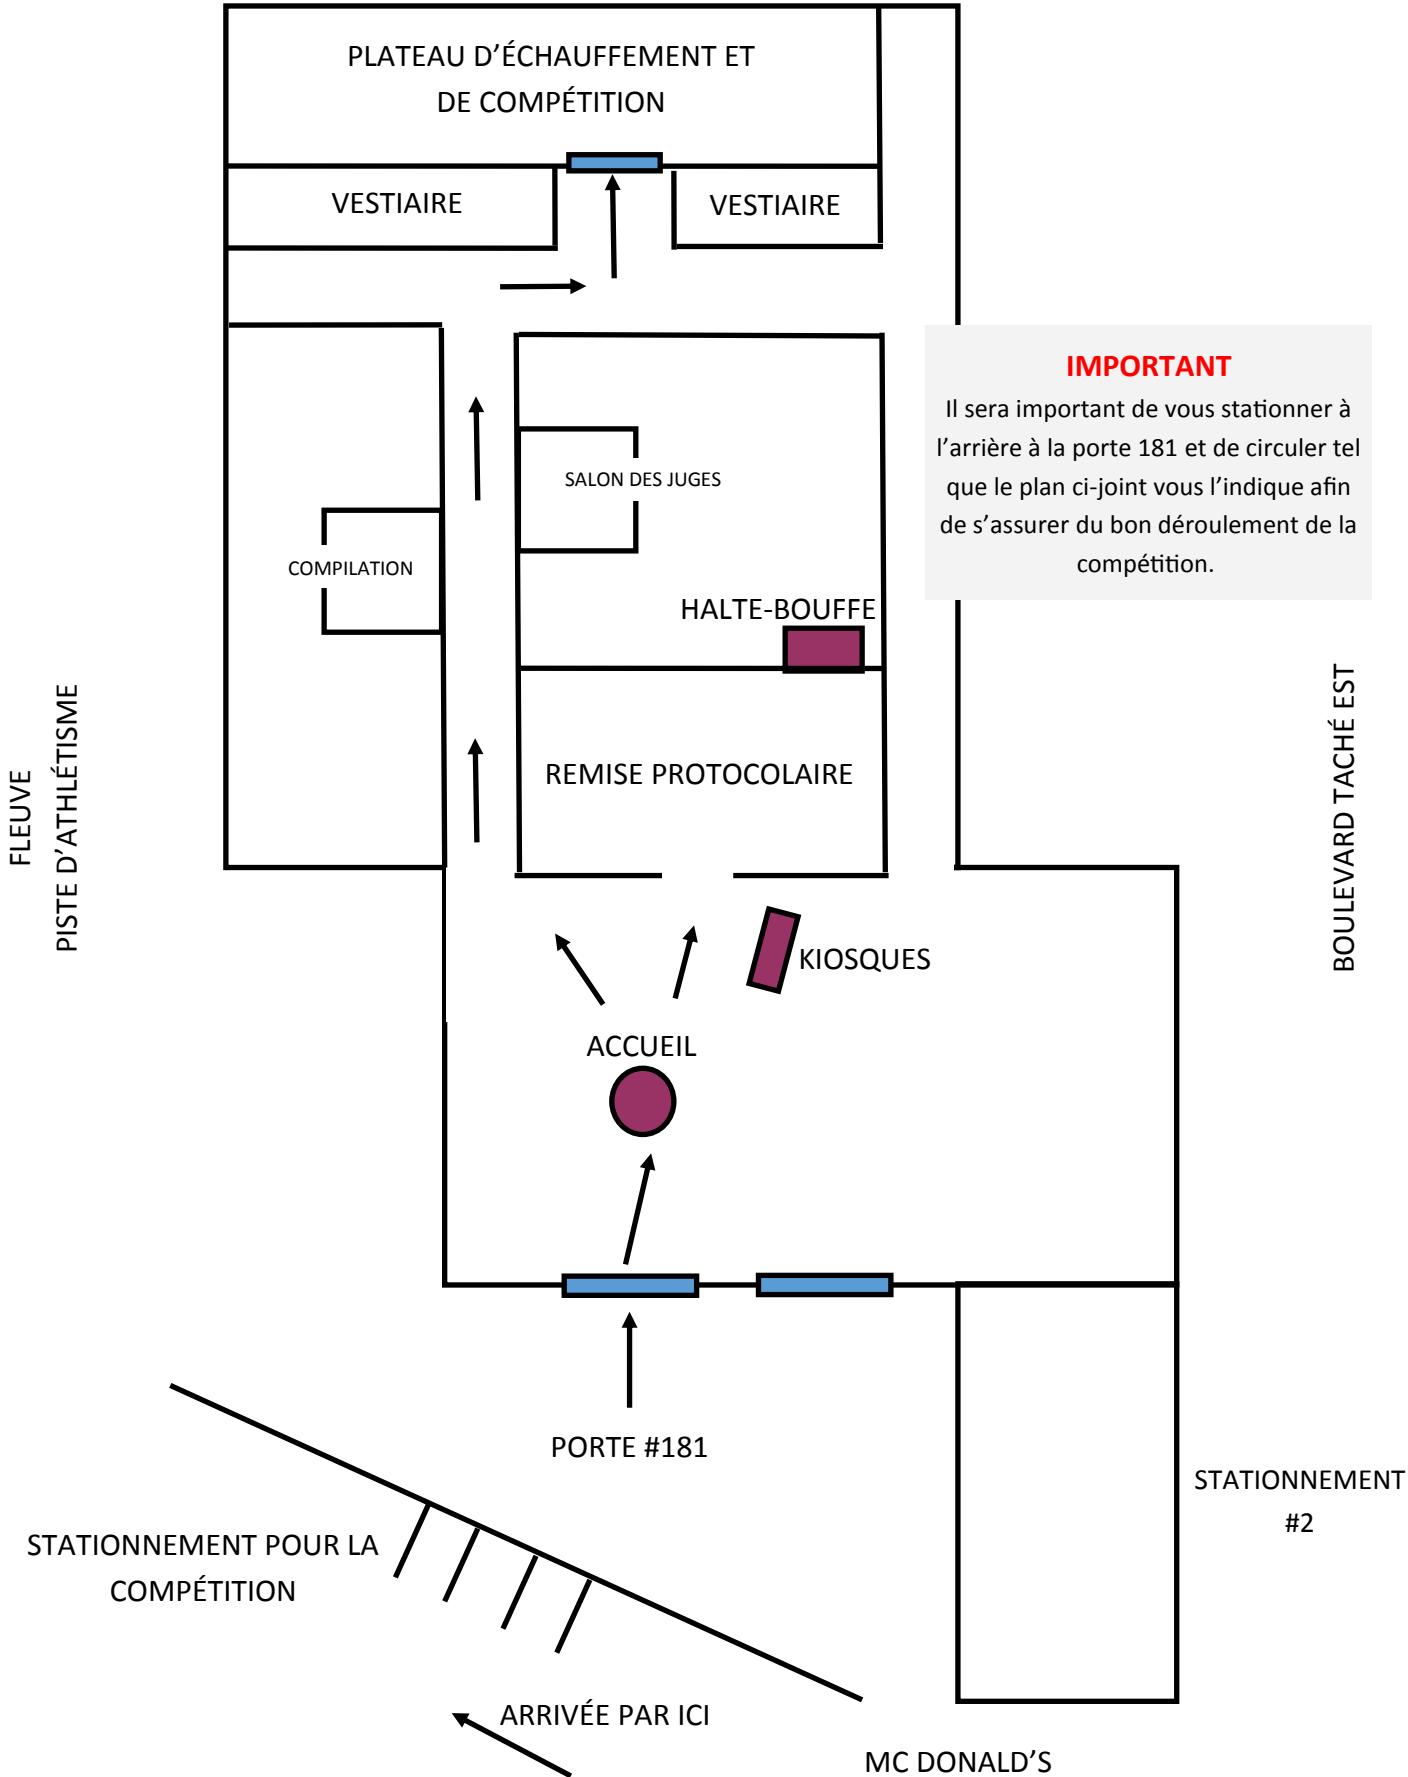 PLATEAU D’ÉCHAUFFEMENT ET
DE COMPÉTITION
VESTIAIRE
VESTIAIRE
IMPORTANT
Il sera important de vous stationner à
l’arrière à la porte 181 et de circuler tel
que le plan ci-joint vous l’indique afin
de s’assurer du bon déroulement de la
compétition.
SALON DES JUGES
COMPILATION
HALTE-BOUFFE
REMISE PROTOCOLAIRE
FLEUVE
PISTE D’ATHLÉTISME
BOULEVARD TACHÉ EST
KIOSQUES
ACCUEIL
PORTE #181
STATIONNEMENT
#2
STATIONNEMENT POUR LA
COMPÉTITION
ARRIVÉE PAR ICI
MC DONALD’S